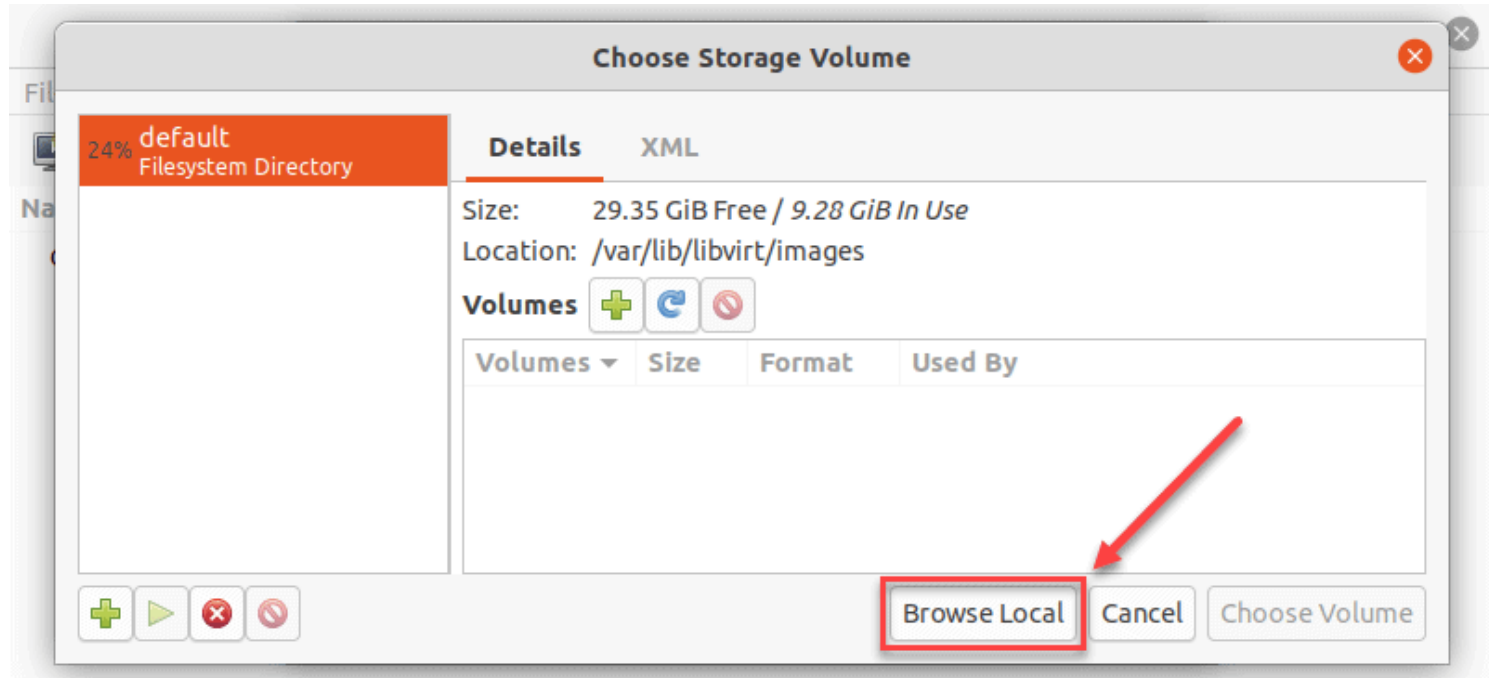 Choose Storage Volume
Fil
24% default
Filesystem Directory
Na
Details XML
Size: 29.35 GiB Free / 9.28 GiB In Use
Location: /var/lib/libvirt/images
Volumes
Volumes Size Format Used By
Browse Local Cancel Choose Volume